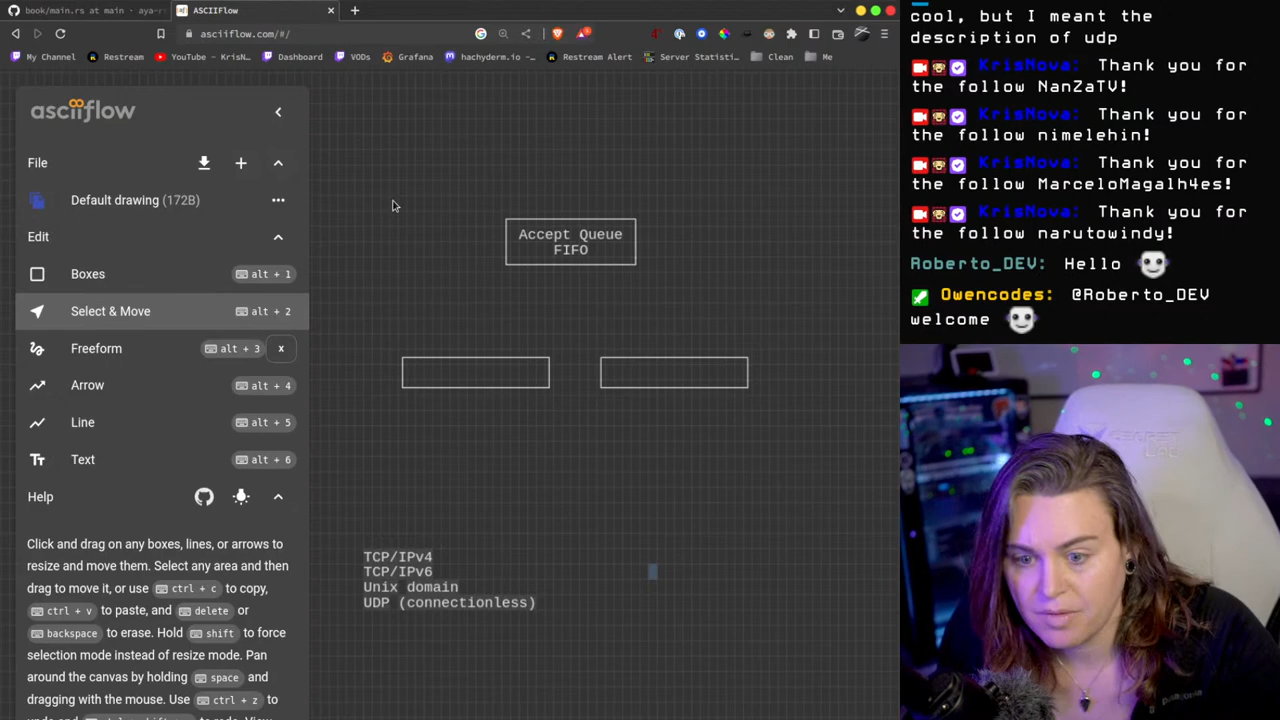 book/main.rs at main · aya-rs
ASCIIFlow
asciiflow.com/#/
My Channel
Restream
YouTube — KrisN…
Dashboard
VODs
Grafana
hachyderm.io –
Restream Alert
Server Statisti…
Clean
Me
asciiflow
File
Default drawing (172B)
Edit
Boxes alt + 1
Select & Move alt + 2
Freeform alt + 3 x
Arrow alt + 4
Line alt + 5
Text alt + 6
Help
Click and drag on any boxes, lines, or arrows to
resize and move them. Select any area and then
drag to move it, or use ctrl + c to copy,
ctrl + v to paste, and delete or
backspace to erase. Hold shift to force
selection mode instead of resize mode. Pan
around the canvas by holding space and
dragging with the mouse. Use ctrl + z to
Accept Queue
FIFO
TCP/IPv4
TCP/IPv6
Unix domain
UDP (connectionless)
cool, but I meant the
description of udp
KrisNova: Thank you for
the follow NanZaTV!
KrisNova: Thank you for
the follow nimelehin!
KrisNova: Thank you for
the follow MarceloMagalh4es!
KrisNova: Thank you for
the follow narutowindy!
Roberto_DEV: Hello
Owencodes: @Roberto_DEV
welcome